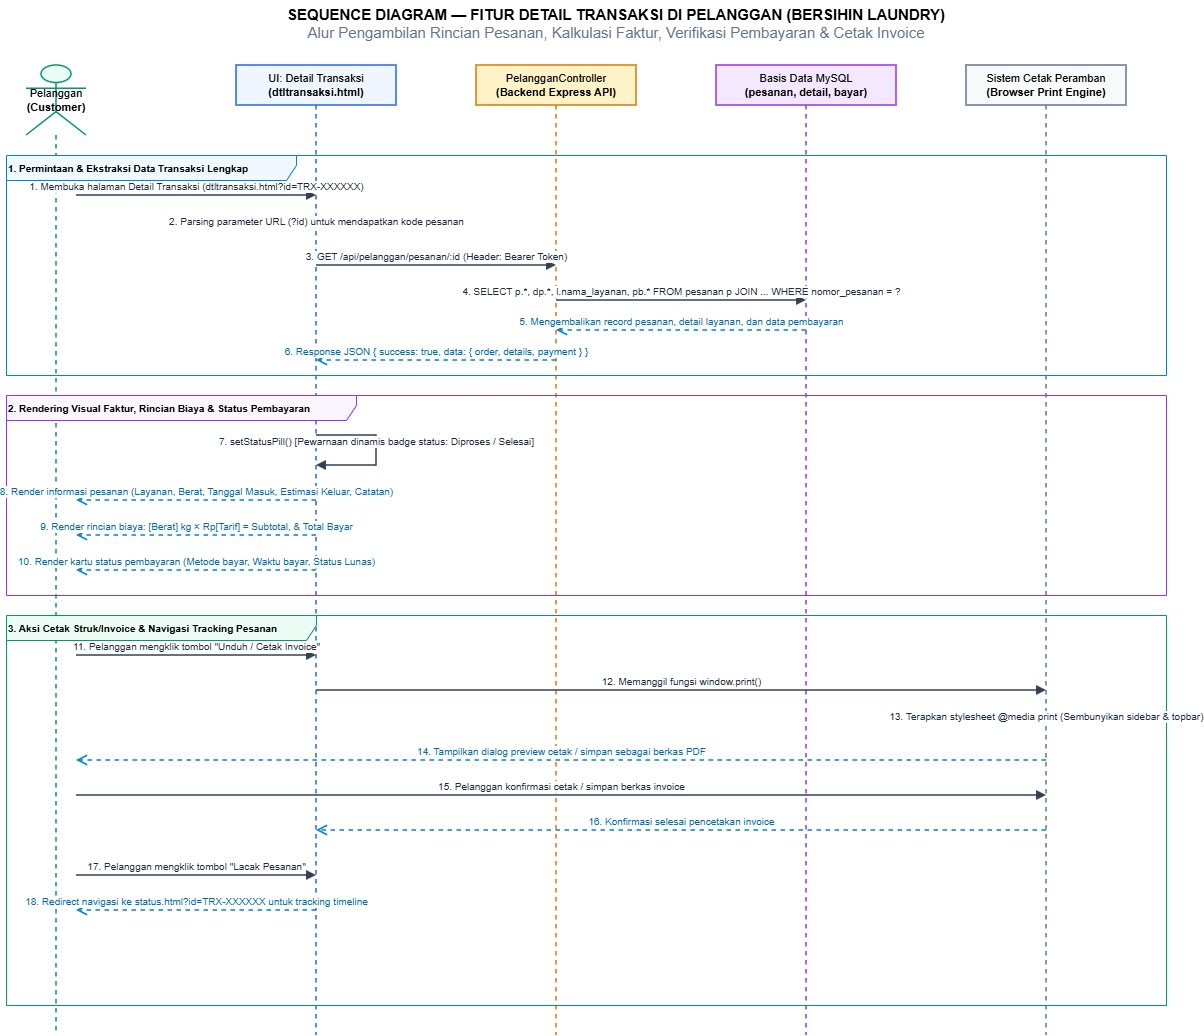 SEQUENCE DIAGRAM — FITUR DETAIL TRANSAKSI DI PELANGGAN (BERSIHIN LAUNDRY)
Alur Pengambilan Rincian Pesanan, Kalkulasi Faktur, Verifikasi Pembayaran & Cetak Invoice
Pelanggan
(Customer)
UI: Detail Transaksi
(dtltransaksi.html)
PelangganController
(Backend Express API)
Basis Data MySQL
(pesanan, detail, bayar)
Sistem Cetak Peramban
(Browser Print Engine)
1. Permintaan & Ekstraksi Data Transaksi Lengkap
1. Membuka halaman Detail Transaksi (dtltransaksi.html?id=TRX-XXXXXX)
2. Parsing parameter URL (?id) untuk mendapatkan kode pesanan
3. GET /api/pelanggan/pesanan/:id (Header: Bearer Token)
4. SELECT p.*, dp.*, l.nama_layanan, pb.* FROM pesanan p JOIN ... WHERE nomor_pesanan = ?
5. Mengembalikan record pesanan, detail layanan, dan data pembayaran
6. Response JSON { success: true, data: { order, details, payment } }
2. Rendering Visual Faktur, Rincian Biaya & Status Pembayaran
7. setStatusPill() [Pewarnaan dinamis badge status: Diproses / Selesai]
8. Render informasi pesanan (Layanan, Berat, Tanggal Masuk, Estimasi Keluar, Catatan)
9. Render rincian biaya: [Berat] kg × Rp[Tarif] = Subtotal, & Total Bayar
10. Render kartu status pembayaran (Metode bayar, Waktu bayar, Status Lunas)
3. Aksi Cetak Struk/Invoice & Navigasi Tracking Pesanan
11. Pelanggan mengklik tombol "Unduh / Cetak Invoice"
12. Memanggil fungsi window.print()
13. Terapkan stylesheet @media print (Sembunyikan sidebar & topbar)
14. Tampilkan dialog preview cetak / simpan sebagai berkas PDF
15. Pelanggan konfirmasi cetak / simpan berkas invoice
16. Konfirmasi selesai pencetakan invoice
17. Pelanggan mengklik tombol "Lacak Pesanan"
18. Redirect navigasi ke status.html?id=TRX-XXXXXX untuk tracking timeline